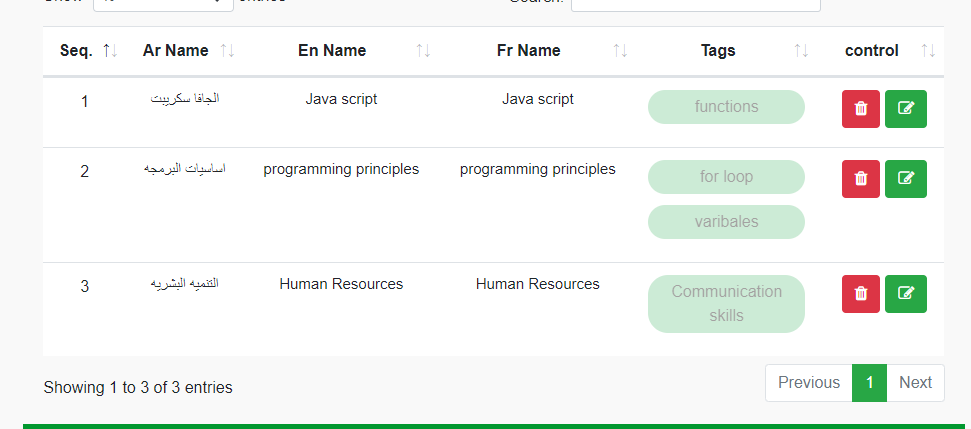 entries
Seq. Ar Name En Name Fr Name Tags control
1 الجافا سكريبت Java script Java script functions
2 اساسيات البرمجه programming principles programming principles for loop
varibales
3 التنميه البشريه Human Resources Human Resources Communication
skills
Showing 1 to 3 of 3 entries
Previous 1 Next